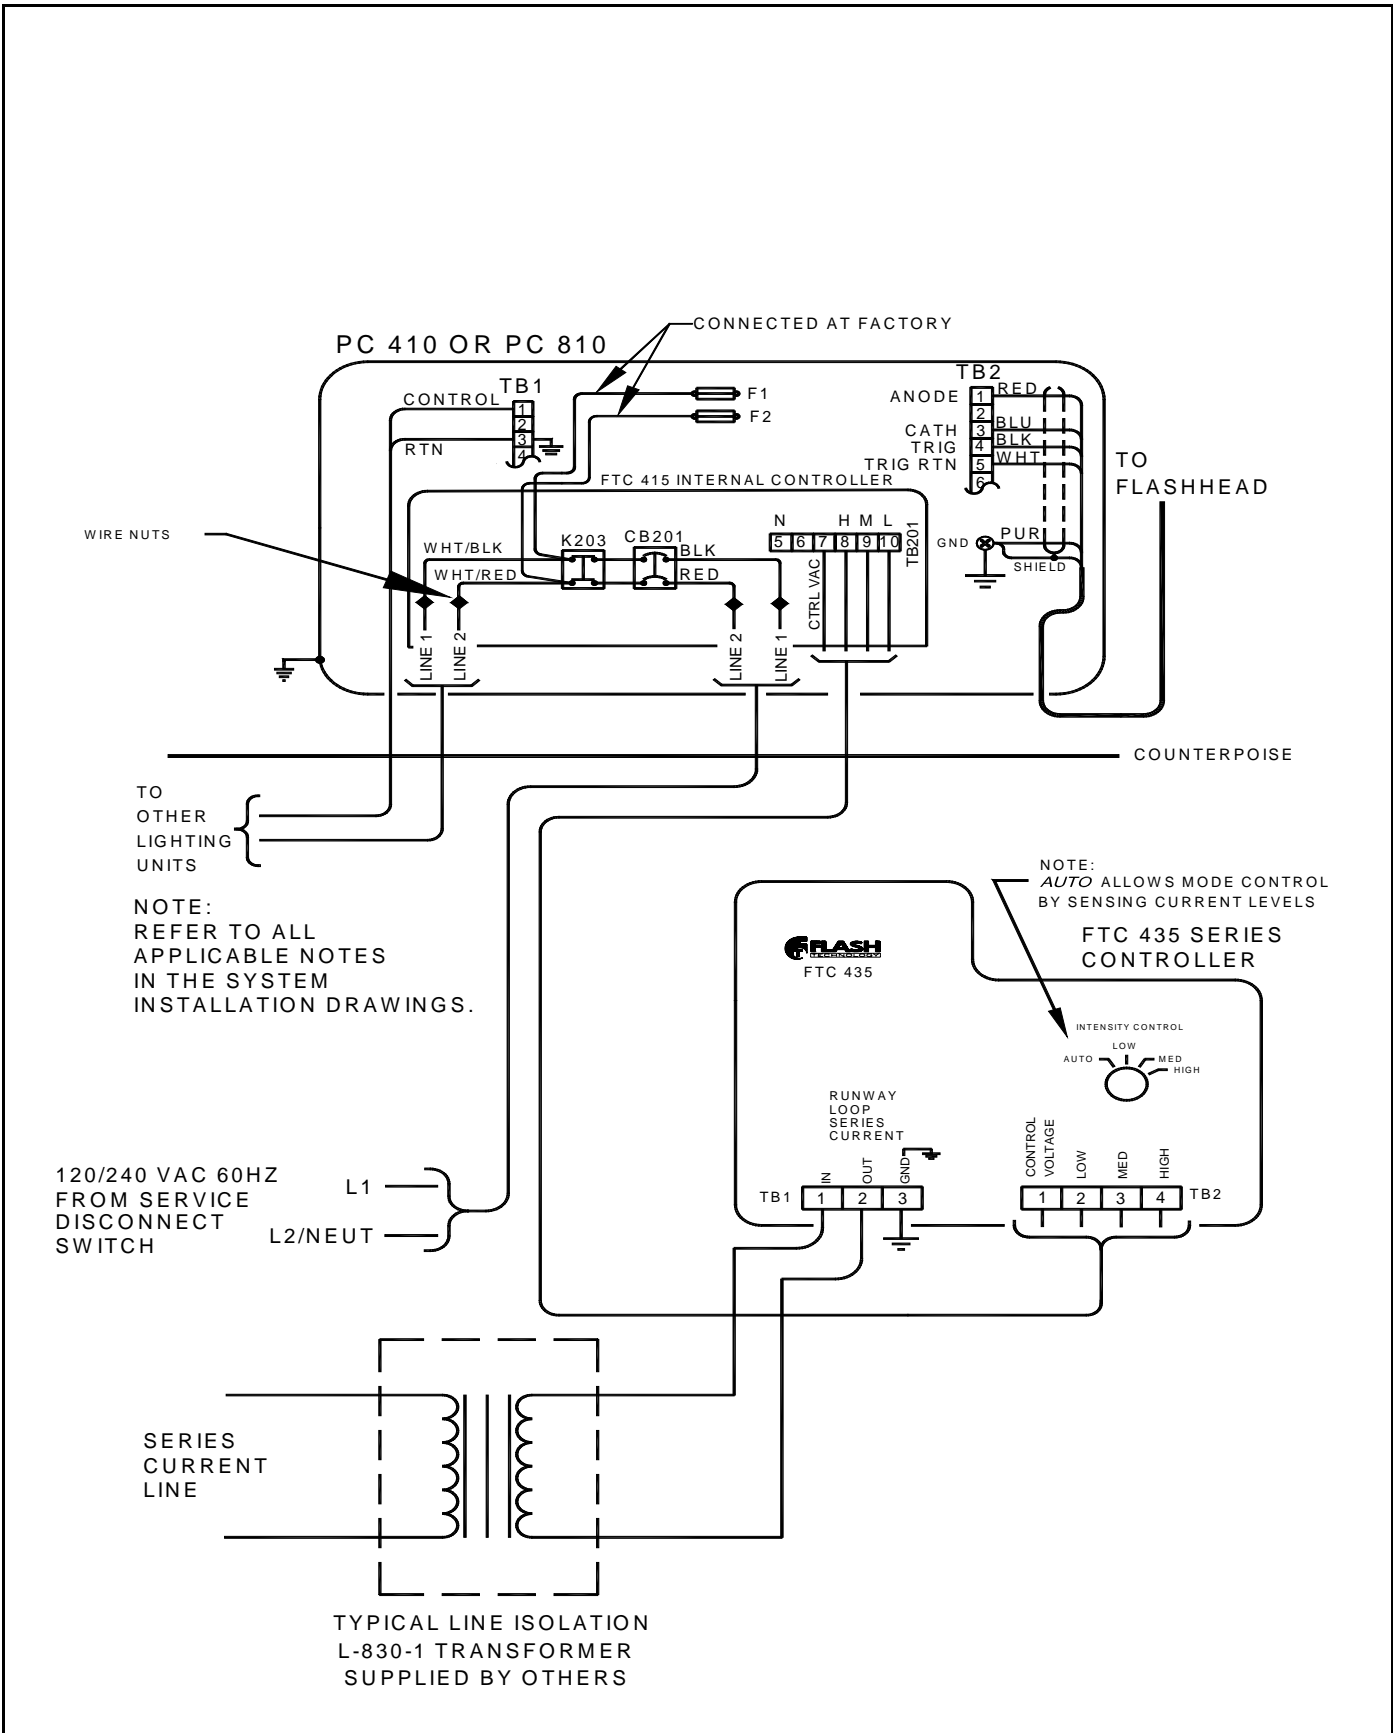 CONNECTED AT FACTORY
PC 410 OR PC 810
TB1
CONTROL
1
2
3
4
RTN
F1
F2
TB2
ANODE
1
RED
2
CATH
3
BLU
TRIG
4
BLK
TRIG RTN
5
WHT
6
TO
FLASHHEAD
FTC 415 INTERNAL CONTROLLER
WIRE NUTS
WHT/BLK
WHT/RED
K203
CB201
BLK
RED
N
H M L
5 6 7 8 9 10
TB201
CTRL VAC
GND
PUR
SHIELD
LINE 1
LINE 2
LINE 2
LINE 1
COUNTERPOISE
TO
OTHER
LIGHTING
UNITS
NOTE:
REFER TO ALL
APPLICABLE NOTES
IN THE SYSTEM
INSTALLATION DRAWINGS.
NOTE:
AUTO ALLOWS MODE CONTROL
BY SENSING CURRENT LEVELS
FTC 435 SERIES
CONTROLLER
FLASH
TECHNOLOGY
FTC 435
INTENSITY CONTROL
LOW
AUTO
MED
HIGH
RUNWAY
LOOP
SERIES
CURRENT
IN
OUT
GND
TB1
1 2 3
CONTROL
VOLTAGE
LOW
MED
HIGH
1 2 3 4
TB2
120/240 VAC 60HZ
FROM SERVICE
DISCONNECT
SWITCH
L1
L2/NEUT
SERIES
CURRENT
LINE
TYPICAL LINE ISOLATION
L-830-1 TRANSFORMER
SUPPLIED BY OTHERS